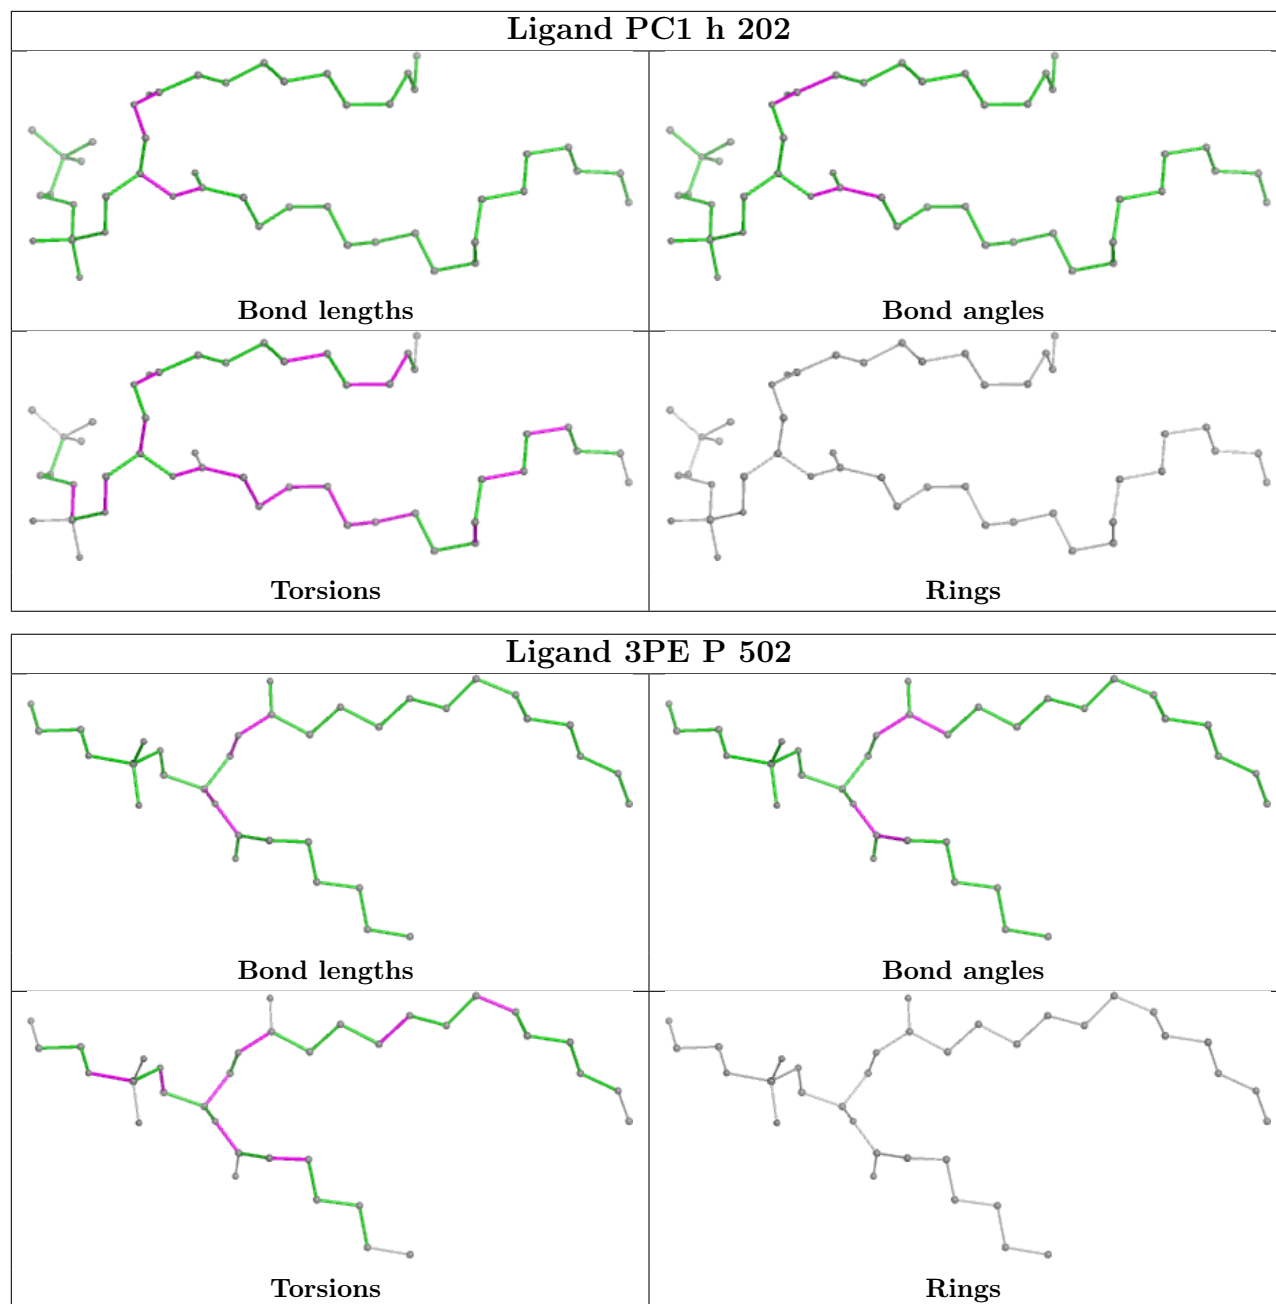 Ligand PC1 h 202
Bond lengths
Bond angles
Torsions
Rings
Ligand 3PE P 502
Bond lengths
Bond angles
Torsions
Rings